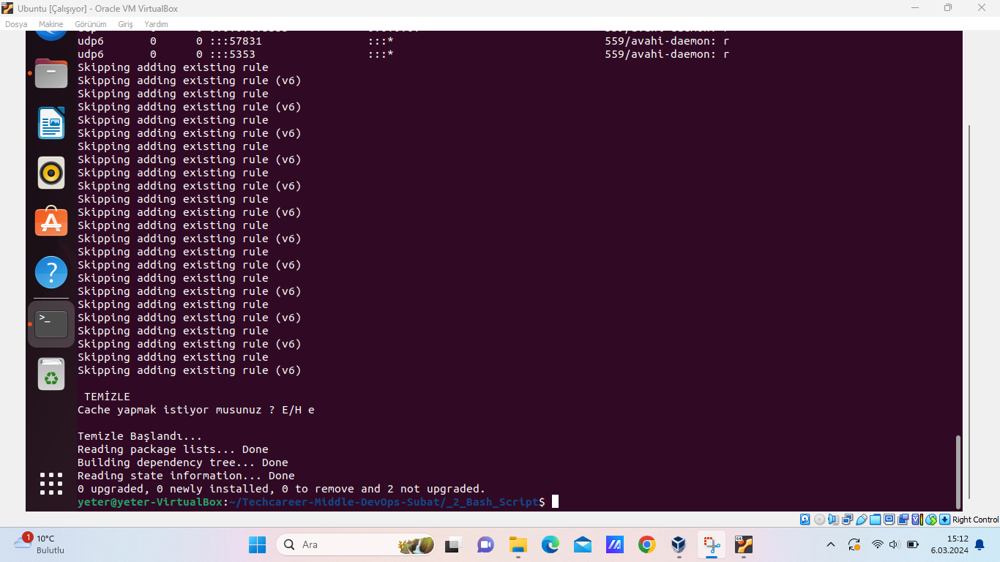 Ubuntu [Çalışıyor] - Oracle VM VirtualBox
Dosya Makine Görünüm Giriş Yardım
udp6 0 0 :::57831 :::* 559/avahi-daemon: r
udp6 0 0 :::5353 :::* 559/avahi-daemon: r
Skipping adding existing rule
Skipping adding existing rule (v6)
Skipping adding existing rule
Skipping adding existing rule (v6)
Skipping adding existing rule
Skipping adding existing rule (v6)
Skipping adding existing rule
Skipping adding existing rule (v6)
Skipping adding existing rule
Skipping adding existing rule (v6)
Skipping adding existing rule
Skipping adding existing rule (v6)
Skipping adding existing rule
Skipping adding existing rule (v6)
Skipping adding existing rule
Skipping adding existing rule (v6)
Skipping adding existing rule
Skipping adding existing rule (v6)
Skipping adding existing rule
Skipping adding existing rule (v6)
Skipping adding existing rule
Skipping adding existing rule (v6)
Skipping adding existing rule
Skipping adding existing rule (v6)
TEMİZLE
Cache yapmak istiyor musunuz ? E/H e
Temizle Başlandı...
Reading package lists... Done
Building dependency tree... Done
Reading state information... Done
0 upgraded, 0 newly installed, 0 to remove and 2 not upgraded.
yeter@yeter-VirtualBox:~/Techcareer-Middle-DevOps-Subat/_2_Bash_Script$
Right Control
1
10°C
Bulutlu
Ara
15:12
6.03.2024